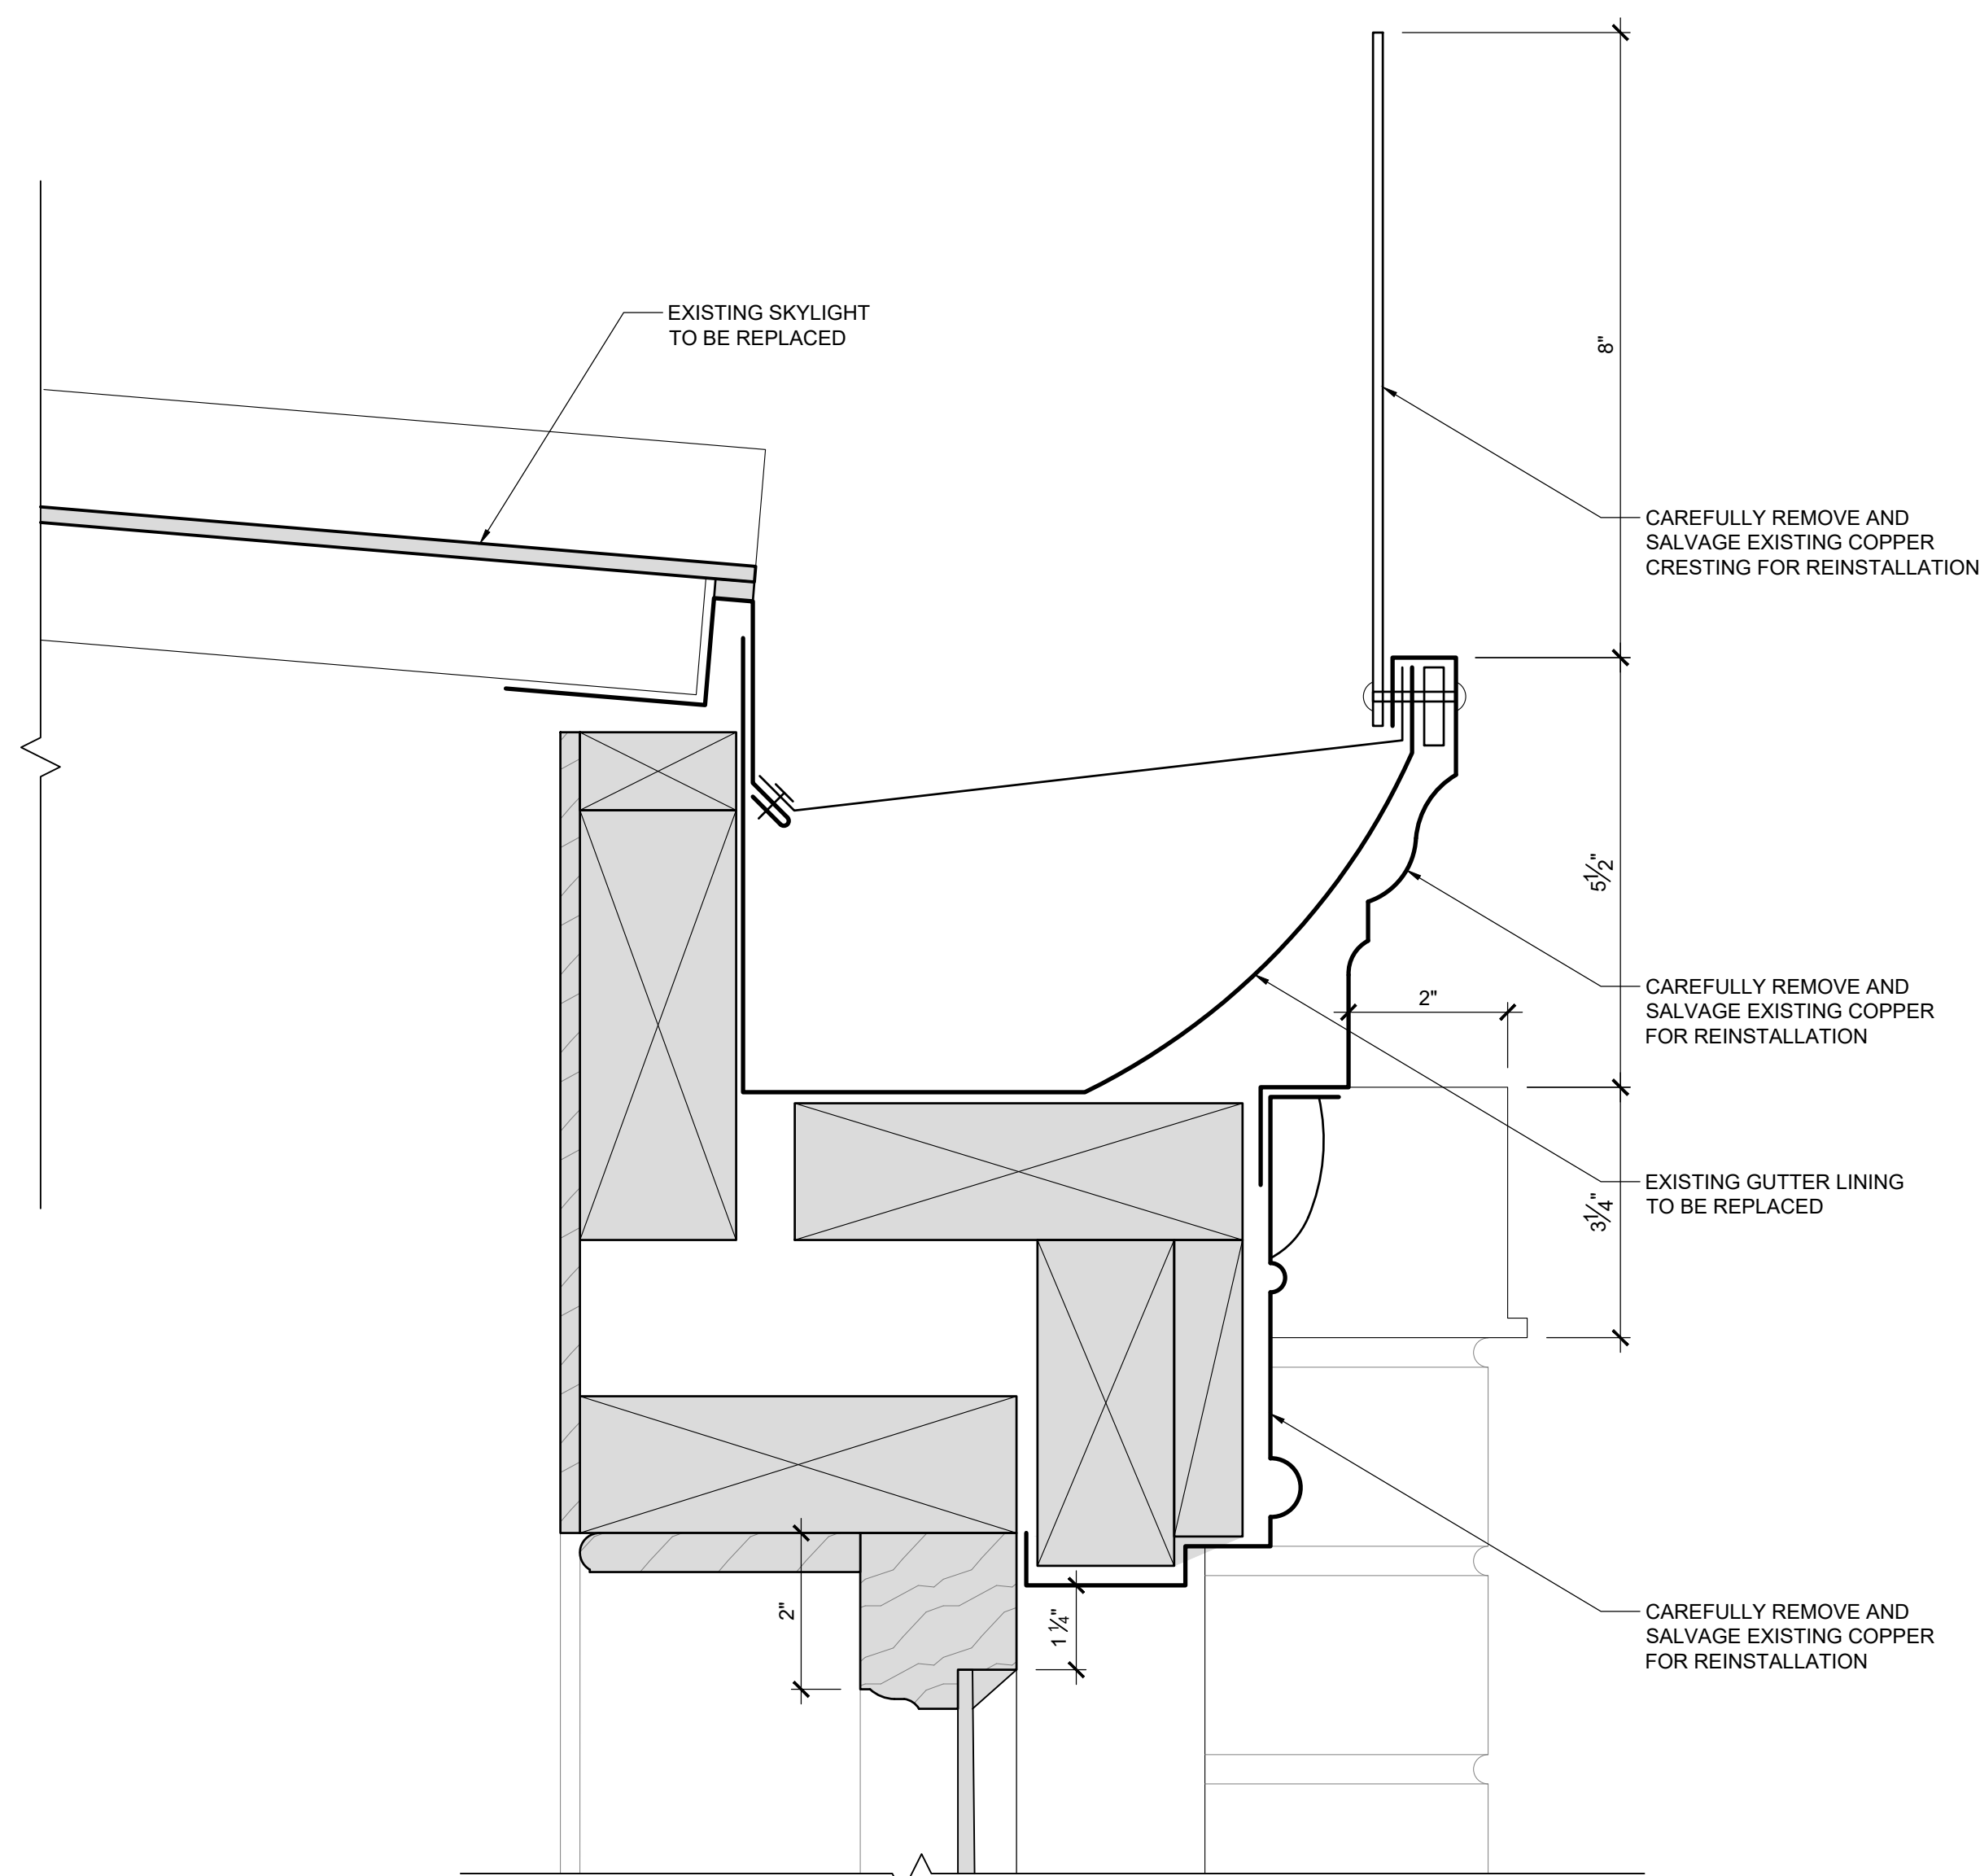 EXISTING SKYLIGHT
TO BE REPLACED
8"
CAREFULLY REMOVE AND
SALVAGE EXISTING COPPER
CRESTING FOR REINSTALLATION
5½"
CAREFULLY REMOVE AND
SALVAGE EXISTING COPPER
FOR REINSTALLATION
2"
EXISTING GUTTER LINING
TO BE REPLACED
3¼"
2"
1 ¼"
CAREFULLY REMOVE AND
SALVAGE EXISTING COPPER
FOR REINSTALLATION